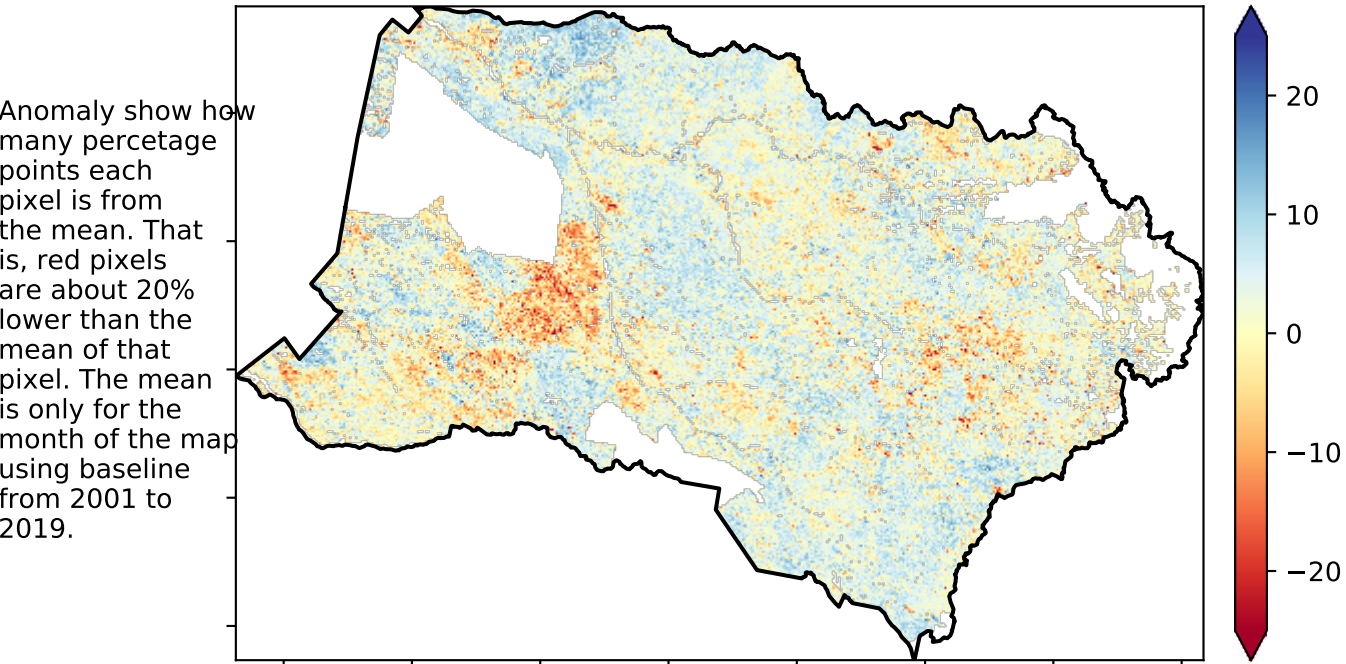 Anomaly show how
many percetage
points each
pixel is from
the mean. That
is, red pixels
are about 20%
lower than the
mean of that
pixel. The mean
is only for the
month of the map
using baseline
from 2001 to
2019.
20
10
0
−10
−20